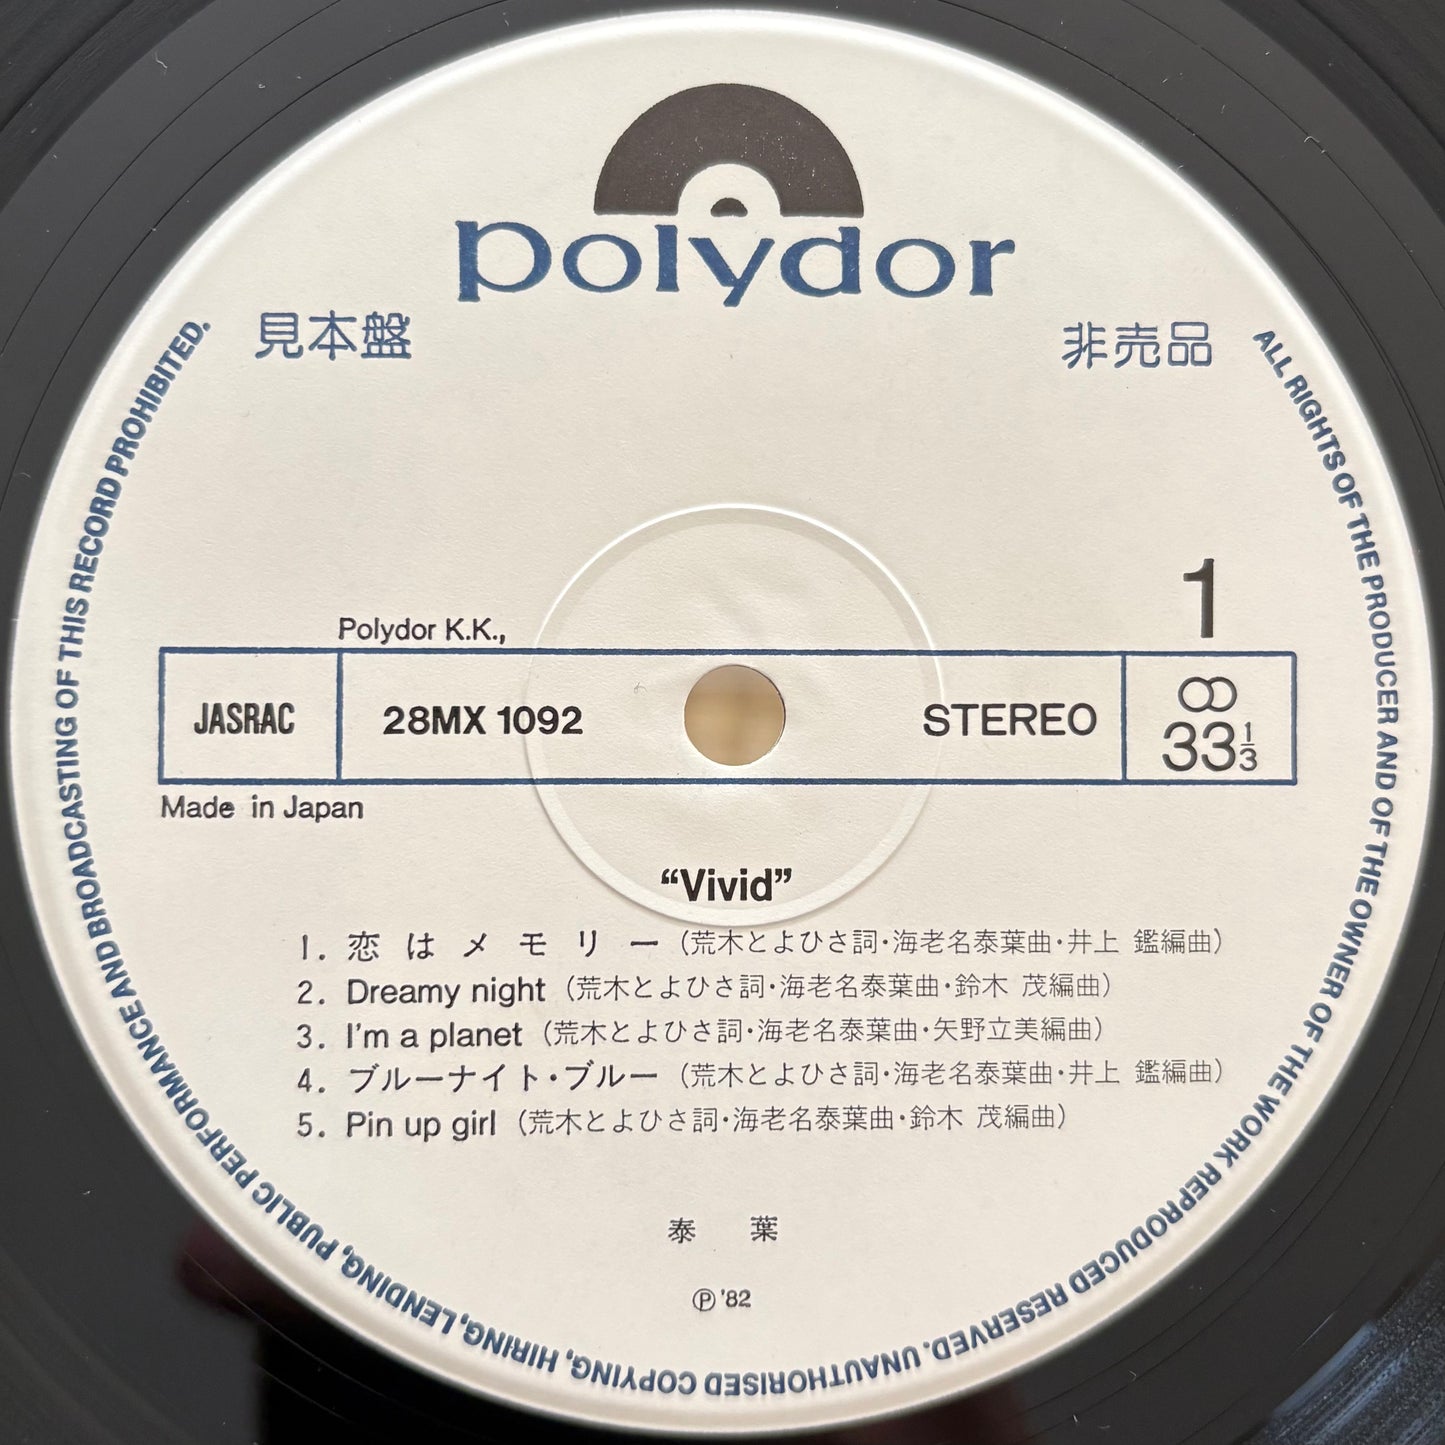 polydor
見本盤
非売品
1
Polydor K.K.,
JASRAC
28MX 1092
STEREO
33 1/3
Made in Japan
“Vivid”
1. 恋はメモリー（荒木とよひさ詞・海老名泰葉曲・井上 鑑編曲）
2. Dreamy night（荒木とよひさ詞・海老名泰葉曲・鈴木 茂編曲）
3. I'm a planet（荒木とよひさ詞・海老名泰葉曲・矢野立美編曲）
4. ブルーナイト・ブルー（荒木とよひさ詞・海老名泰葉曲・井上 鑑編曲）
5. Pin up girl（荒木とよひさ詞・海老名泰葉曲・鈴木 茂編曲）
泰葉
Ⓟ '82
ALL RIGHTS OF THE PRODUCER AND OF THE OWNER OF THE WORK REPRODUCED RESERVED. UNAUTHORISED COPYING, HIRING, LENDING, PUBLIC PERFORMANCE AND BROADCASTING OF THIS RECORD PROHIBITED.